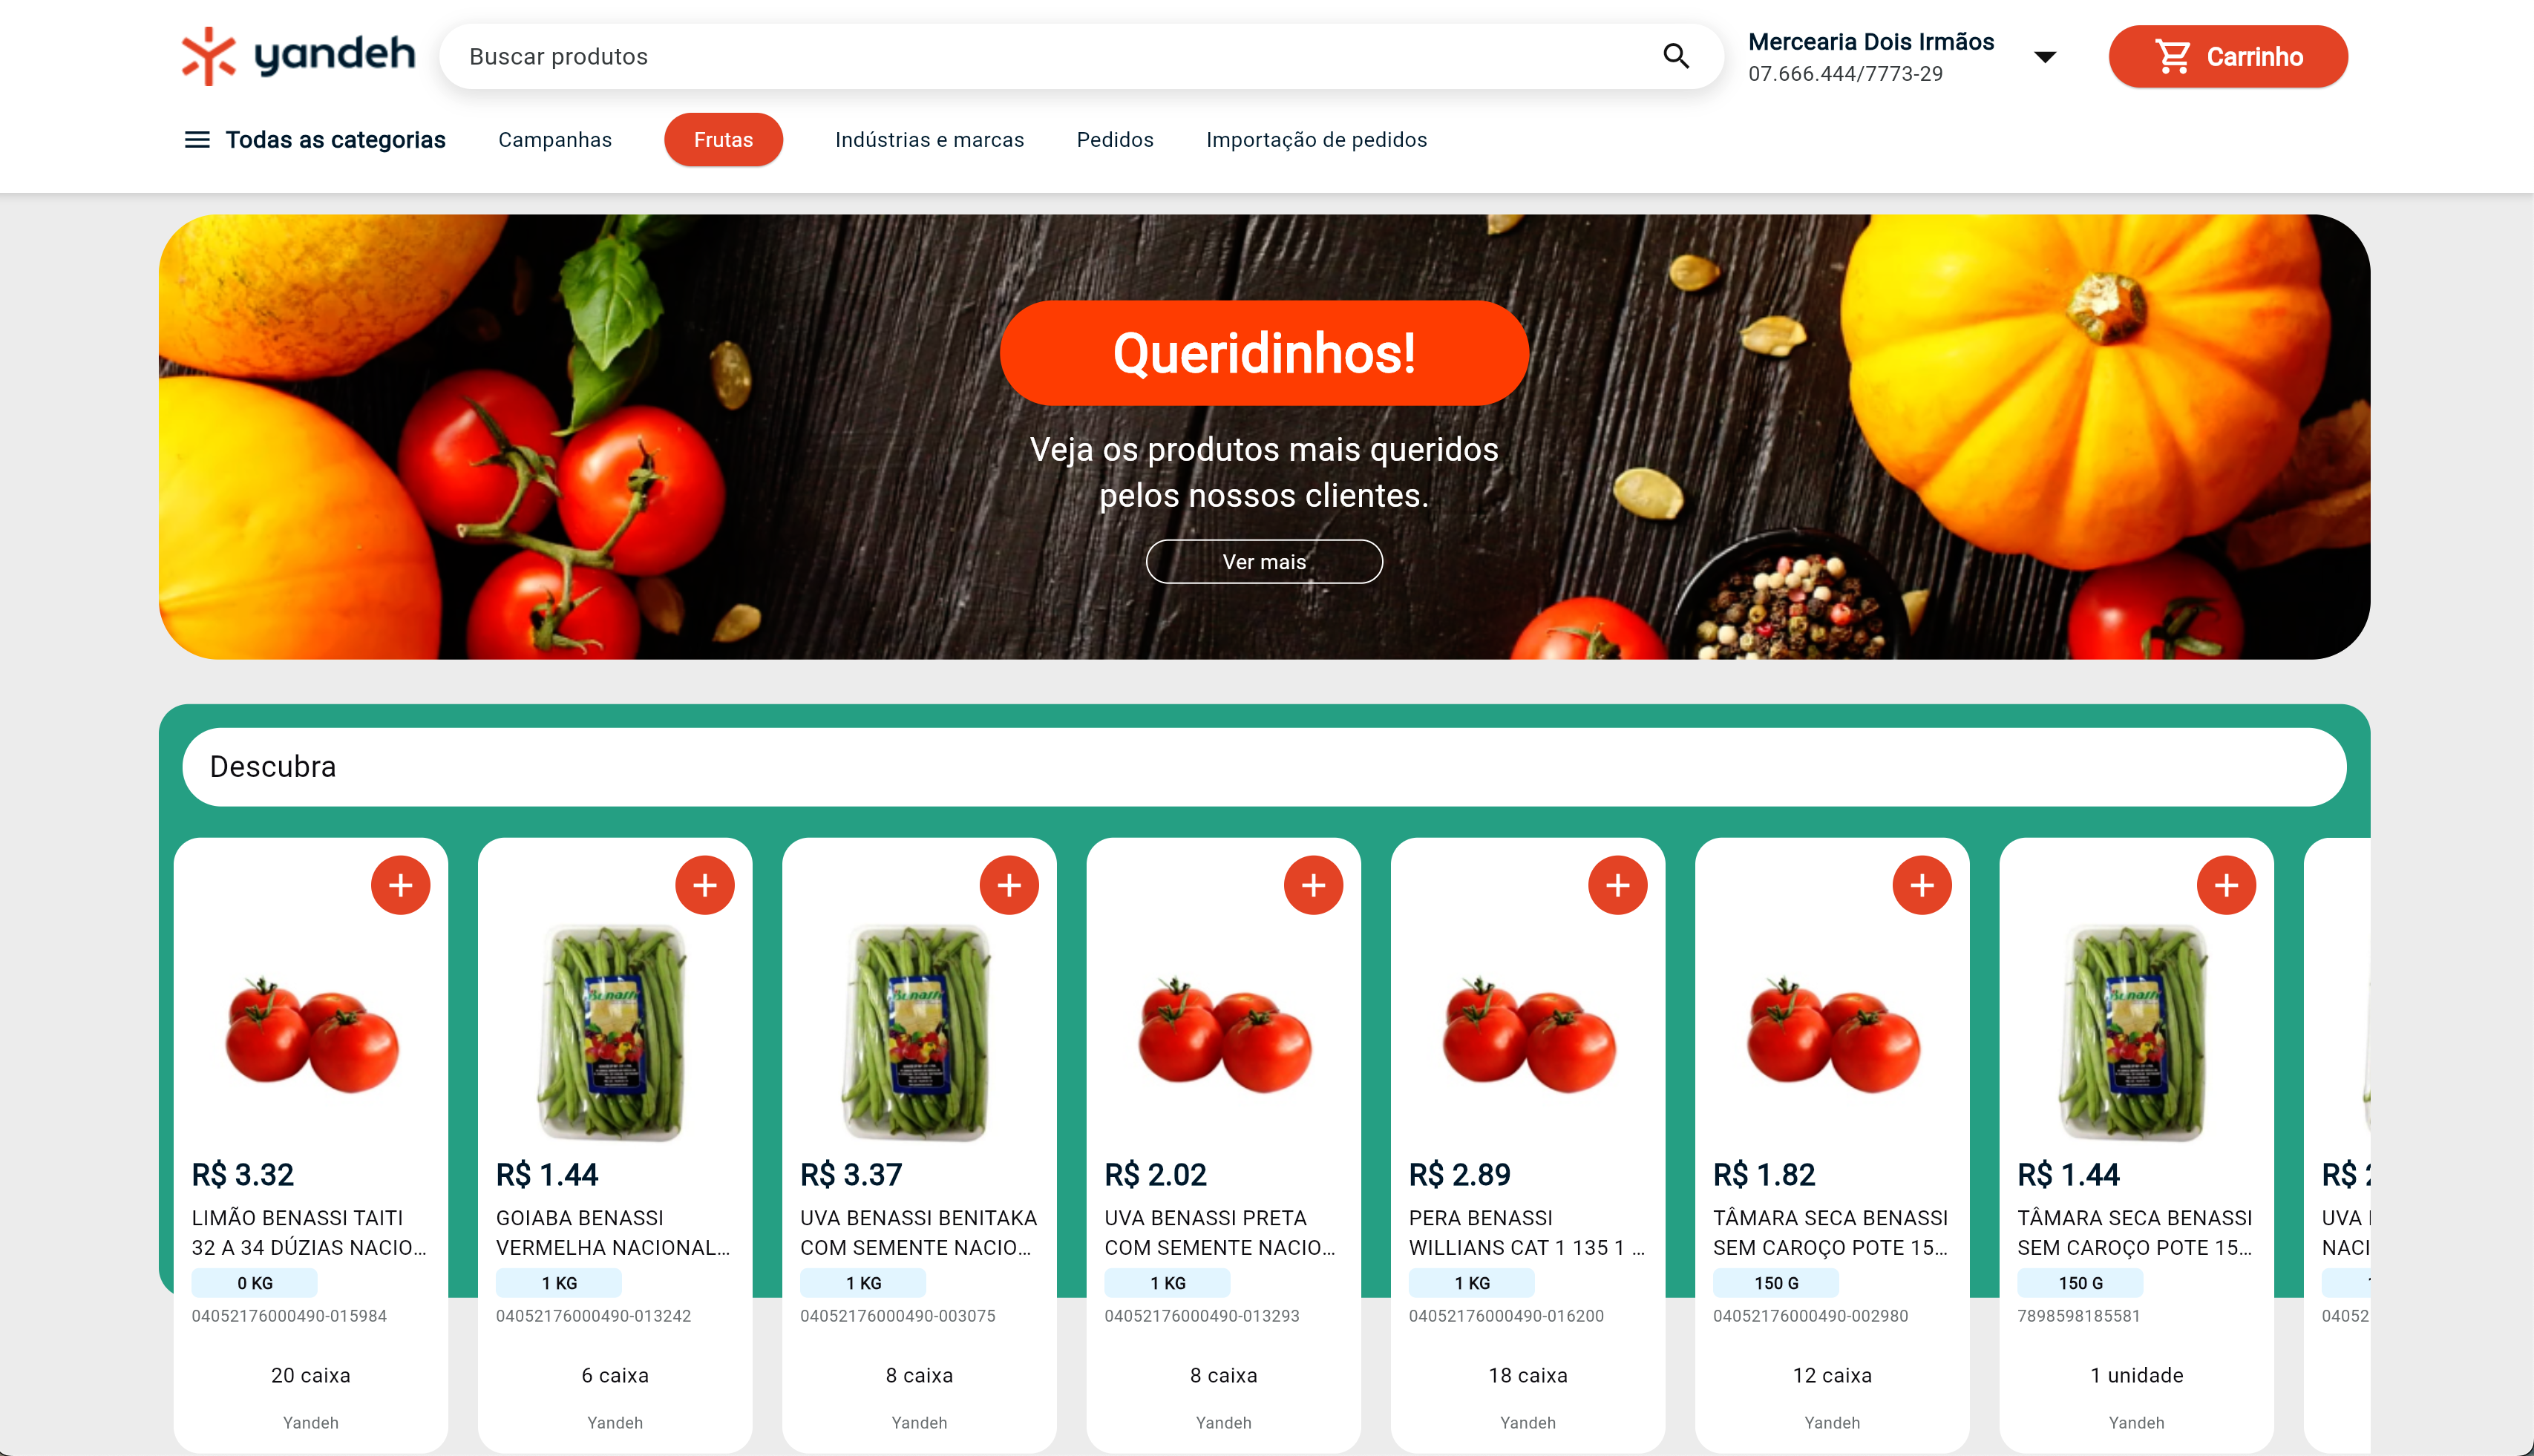 yandeh
Buscar produtos
Mercearia Dois Irmãos
07.666.444/7773-29
Carrinho
Todas as categorias
Campanhas
Frutas
Indústrias e marcas
Pedidos
Importação de pedidos
Queridinhos!
Veja os produtos mais queridos
pelos nossos clientes.
Ver mais
Descubra
Benassi
R$ 3.32
LIMÃO BENASSI TAITI
32 A 34 DÚZIAS NACIO...
0 KG
04052176000490-015984
20 caixa
Yandeh
R$ 1.44
GOIABA BENASSI
VERMELHA NACIONAL...
1 KG
04052176000490-013242
6 caixa
Yandeh
R$ 3.37
UVA BENASSI BENITAKA
COM SEMENTE NACIO...
1 KG
04052176000490-003075
8 caixa
Yandeh
R$ 2.02
UVA BENASSI PRETA
COM SEMENTE NACIO...
1 KG
04052176000490-013293
8 caixa
Yandeh
R$ 2.89
PERA BENASSI
WILLIANS CAT 1 135 1 ...
1 KG
04052176000490-016200
18 caixa
Yandeh
R$ 1.82
TÂMARA SECA BENASSI
SEM CAROÇO POTE 15...
150 G
04052176000490-002980
12 caixa
Yandeh
R$ 1.44
TÂMARA SECA BENASSI
SEM CAROÇO POTE 15...
150 G
7898598185581
1 unidade
Yandeh
R$
UVA
NACI
04052